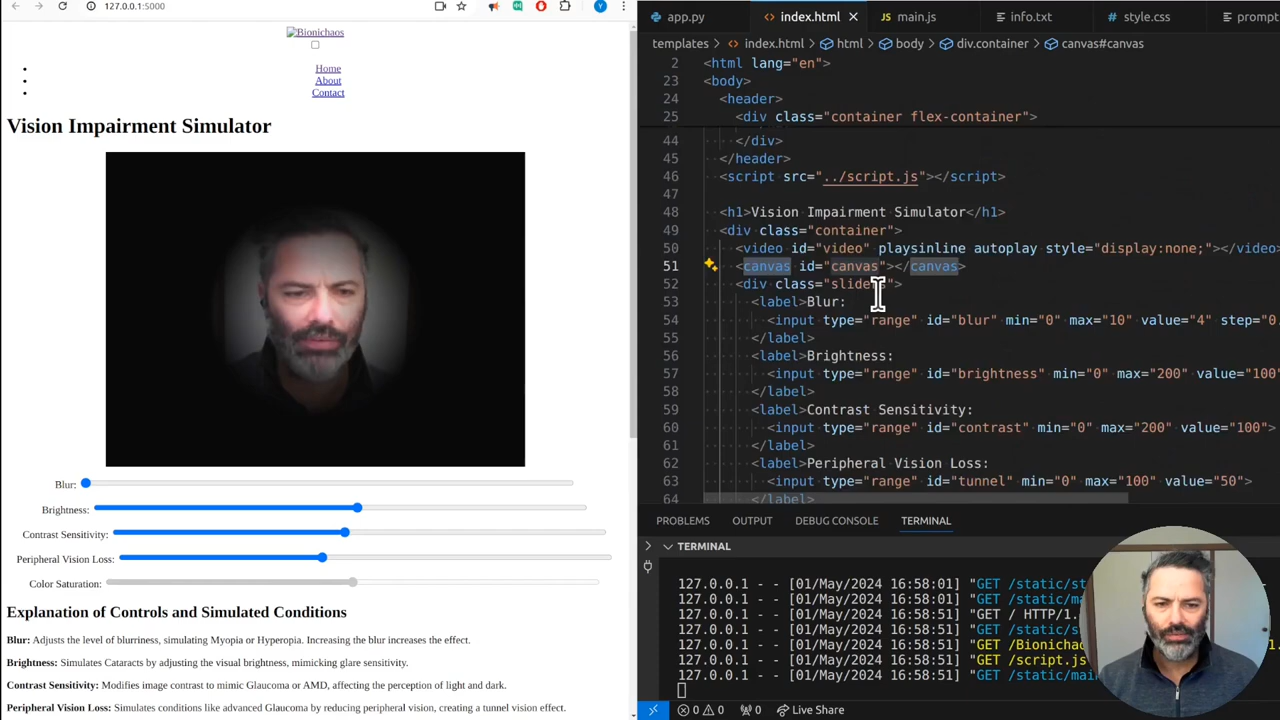 127.0.0.1:5000
Y
Bionichaos
Home
About
Contact
Vision Impairment Simulator
Blur:
Brightness:
Contrast Sensitivity:
Peripheral Vision Loss:
Color Saturation:
Explanation of Controls and Simulated Conditions
Blur: Adjusts the level of blurriness, simulating Myopia or Hyperopia. Increasing the blur increases the effect.
Brightness: Simulates Cataracts by adjusting the visual brightness, mimicking glare sensitivity.
Contrast Sensitivity: Modifies image contrast to mimic Glaucoma or AMD, affecting the perception of light and dark.
Peripheral Vision Loss: Simulates conditions like advanced Glaucoma by reducing peripheral vision, creating a tunnel vision effect.
app.py index.html main.js info.txt style.css prompt
templates index.html html body div.container canvas#canvas
2 <html lang="en">
23 <body>
24 <header>
25 <div class="container flex-container">
44 </div>
45 </header>
46 <script src="../script.js"></script>
47
48 <h1>Vision Impairment Simulator</h1>
49 <div class="container">
50 <video id="video" playsinline autoplay style="display:none;"></video>
51 <canvas id="canvas"></canvas>
52 <div class="sliders">
53 <label>Blur:
54 <input type="range" id="blur" min="0" max="10" value="4" step="0.
55 </label>
56 <label>Brightness:
57 <input type="range" id="brightness" min="0" max="200" value="100"
58 </label>
59 <label>Contrast Sensitivity:
60 <input type="range" id="contrast" min="0" max="200" value="100">
61 </label>
62 <label>Peripheral Vision Loss:
63 <input type="range" id="tunnel" min="0" max="100" value="50">
64 </label>
PROBLEMS OUTPUT DEBUG CONSOLE TERMINAL
TERMINAL
127.0.0.1 - - [01/May/2024 16:58:01] "GET /static/st
127.0.0.1 - - [01/May/2024 16:58:01] "GET /static/ma
127.0.0.1 - - [01/May/2024 16:58:51] "GET / HTTP/1.
127.0.0.1 - - [01/May/2024 16:58:51] "GET /static/s
127.0.0.1 - - [01/May/2024 16:58:51] "GET /Bionichao
127.0.0.1 - - [01/May/2024 16:58:51] "GET /script.js
127.0.0.1 - - [01/May/2024 16:58:51] "GET /static/mai
0 0 0 Live Share